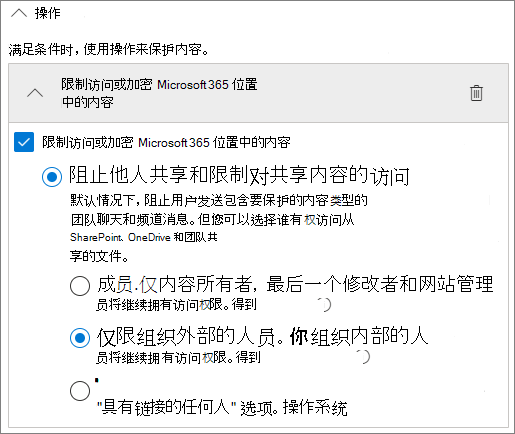 操作
满足条件时，使用操作来保护内容。
限制访问或加密 Microsoft 365 位置
中的内容
限制访问或加密 Microsoft 365 位置中的内容
阻止他人共享和限制对共享内容的访问
默认情况下，阻止用户发送包含要保护的内容类型的
团队聊天和频道消息。但您可以选择谁有权访问从
SharePoint、OneDrive 和团队共
享的文件。
成员.仅内容所有者，最后一个修改者和网站管理
员将继续拥有访问权限。得到
仅限组织外部的人员。你组织内部的人
员将继续拥有访问权限。得到
"具有链接的任何人" 选项。操作系统